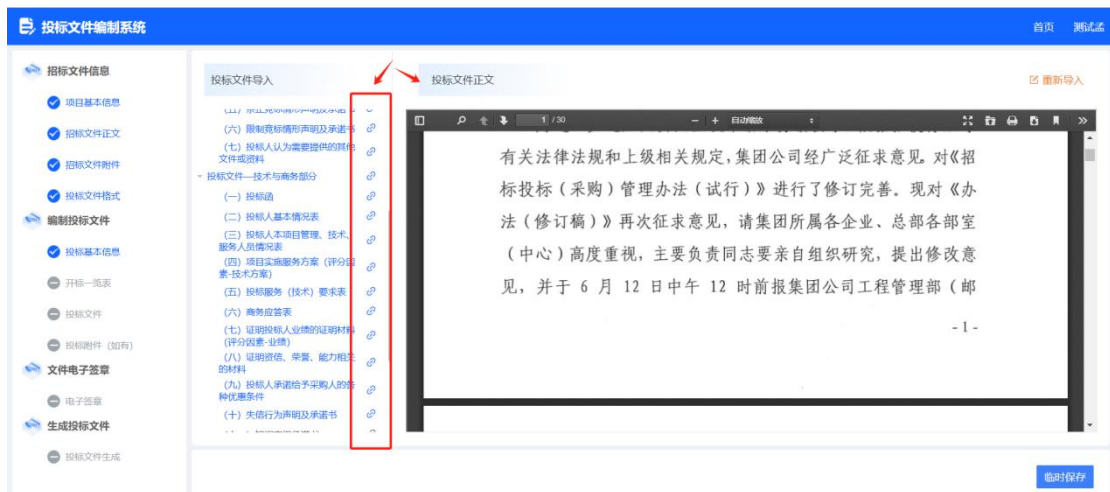 投标文件编制系统
首页 测试孟
招标文件信息
项目基本信息
招标文件正文
招标文件附件
投标文件格式
编制投标文件
投标基本信息
开标一览表
投标文件
投标附件（如有）
文件电子签章
电子签章
生成投标文件
投标文件生成
投标文件导入
（六）限制竞标情形声明及承诺书
（七）投标人认为需要提供的其他
文件或资料
投标文件—技术与商务部分
（一）投标函
（二）投标人基本情况表
（三）投标人本项目管理、技术、
服务人员情况表
（四）项目实施服务方案（评分因
素-技术方案）
（五）投标服务（技术）要求表
（六）商务应答表
（七）证明投标人业绩的证明材料
（评分因素-业绩）
（八）证明资信、荣誉、能力相关
的材料
（九）投标人承诺给予采购人的各
种优惠条件
（十）失信行为声明及承诺书
投标文件正文
重新导入
1 /30
自动缩放
有关法律法规和上级相关规定,集团公司经广泛征求意见。对《招
标投标（采购）管理办法（试行）》进行了修订完善。现对《办
法（修订稿）》再次征求意见，请集团所属各企业、总部各部室
（中心）高度重视，主要负责同志要亲自组织研究，提出修改意
见，并于 6 月 12 日中午 12 时前报集团公司工程管理部（邮
- 1 -
临时保存